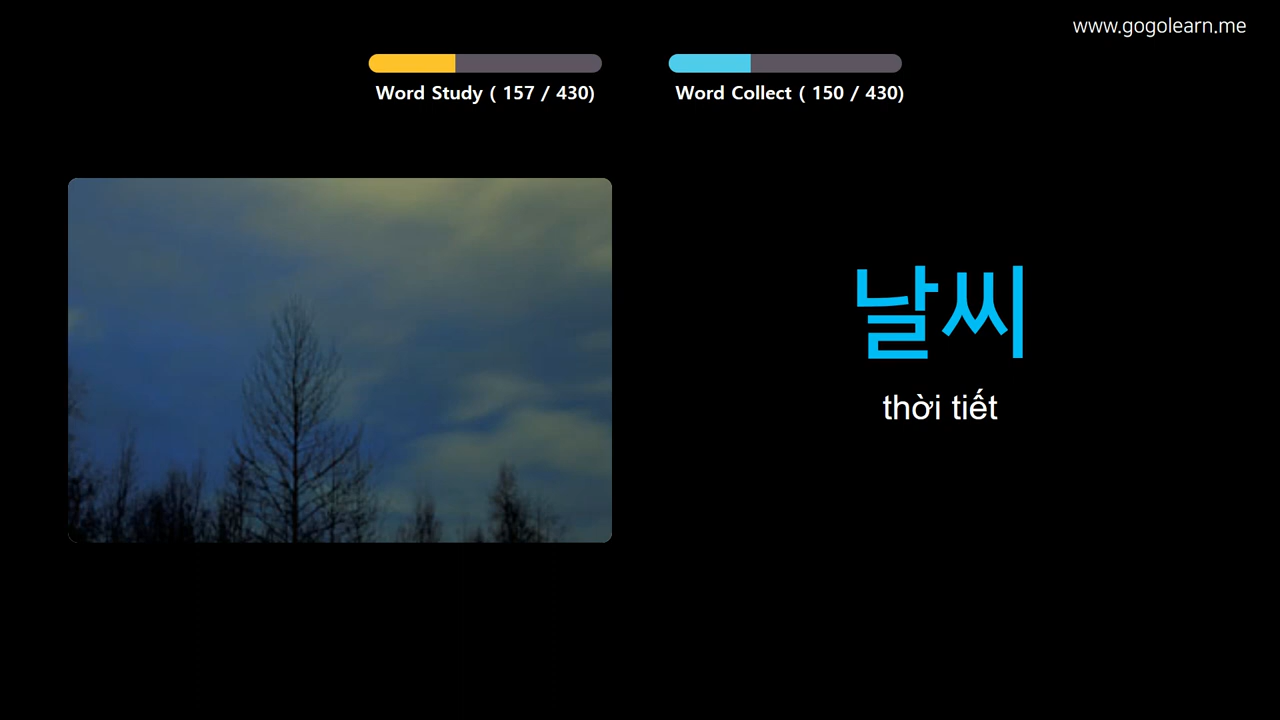 www.gogolearn.me
Word Study ( 157 / 430)
Word Collect ( 150 / 430)
날씨
thời tiết